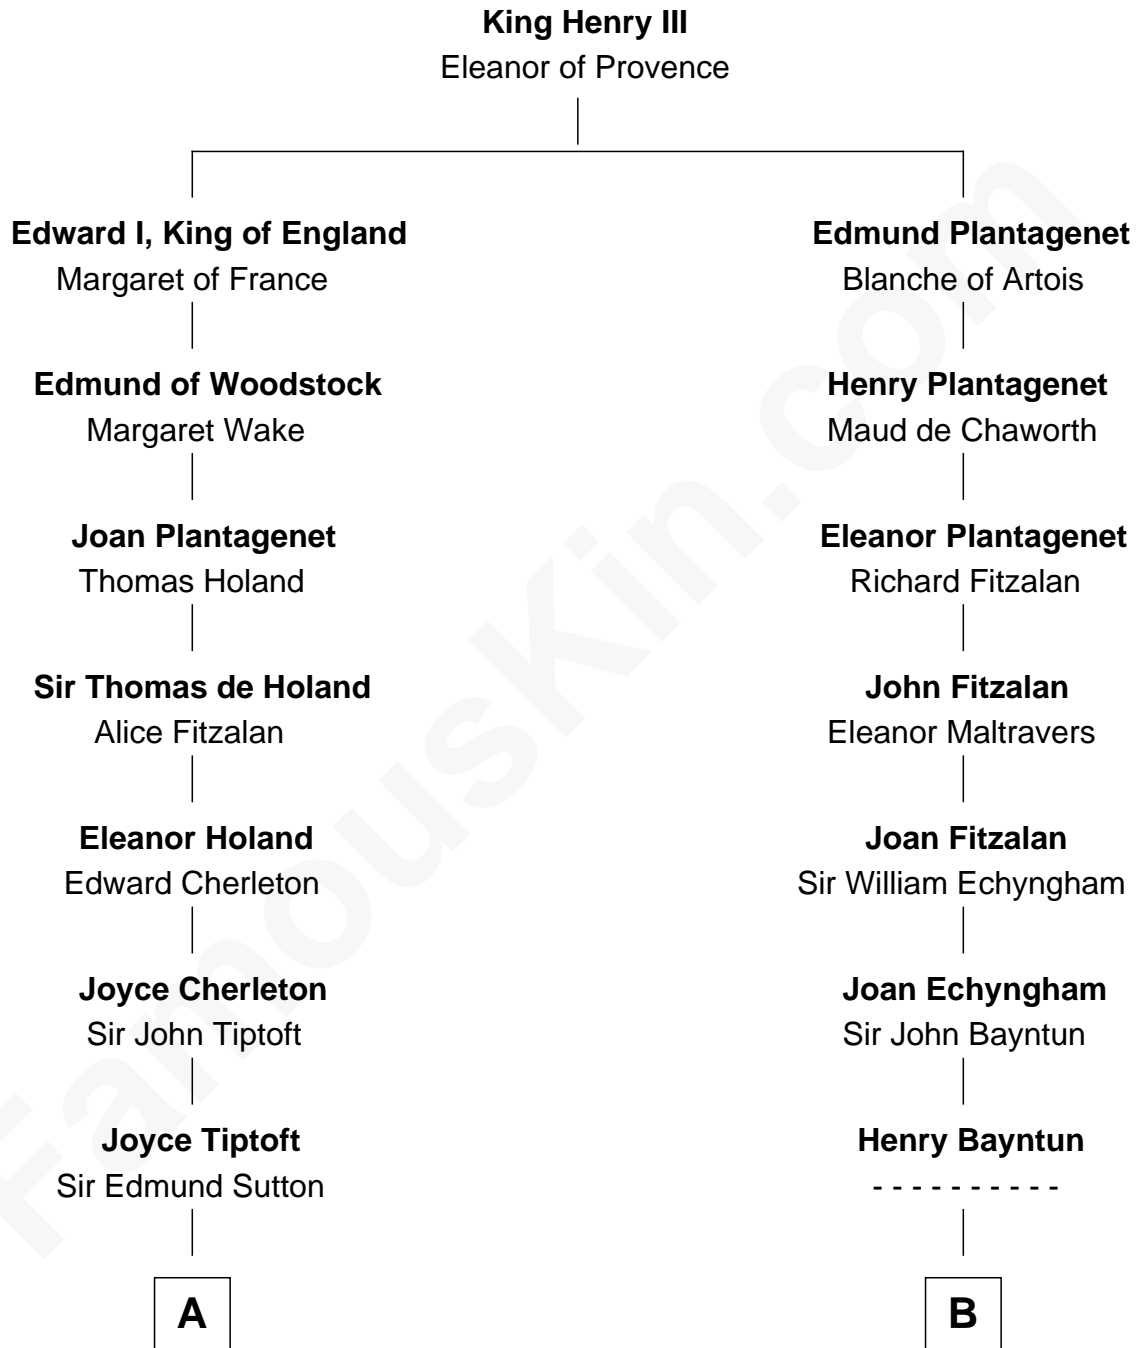 King Henry III
Eleanor of Provence
Edward I, King of England
Margaret of France
Edmund Plantagenet
Blanche of Artois
Edmund of Woodstock
Margaret Wake
Henry Plantagenet
Maud de Chaworth
Joan Plantagenet
Thomas Holand
Eleanor Plantagenet
Richard Fitzalan
Sir Thomas de Holand
Alice Fitzalan
John Fitzalan
Eleanor Maltravers
Eleanor Holand
Edward Cherleton
Joan Fitzalan
Sir William Echyngham
Joyce Cherleton
Sir John Tiptoft
Joan Echyngham
Sir John Bayntun
Joyce Tiptoft
Sir Edmund Sutton
Henry Bayntun
- - - - - - - - - -
A
B
FamousKin.com